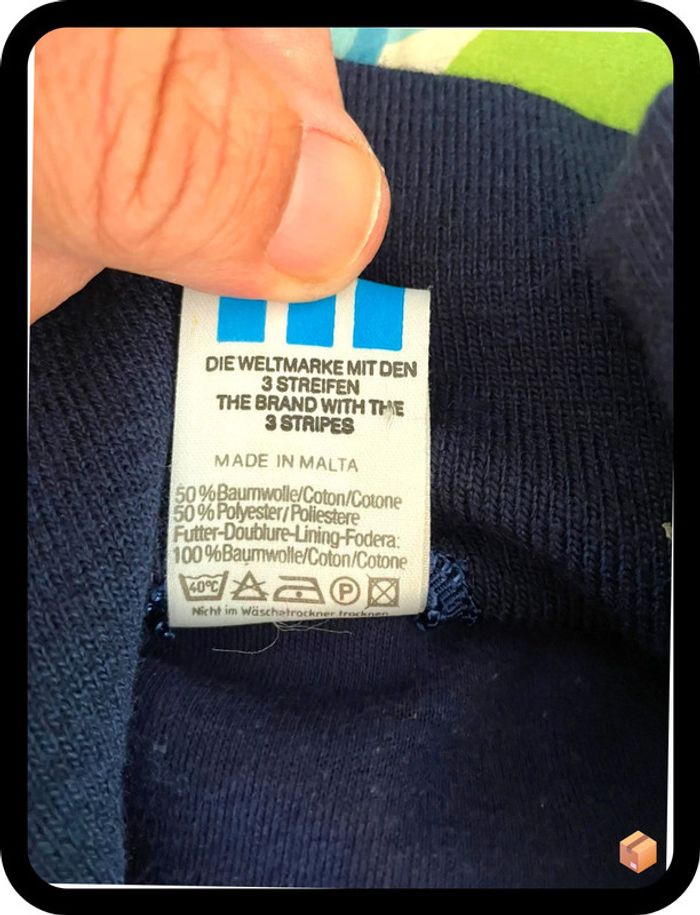 DIE WELTMARKE MIT DEN
3 STREIFEN
THE BRAND WITH THE
3 STRIPES
MADE IN MALTA
50%Baumwolle/Coton/Cotone
50%Polyester/Poliestere
Futter-Doublure-Lining-Fodera:
100%Baumwolle/Coton/Cotone
40°C P
Nicht im Wäschetrockner trocknen